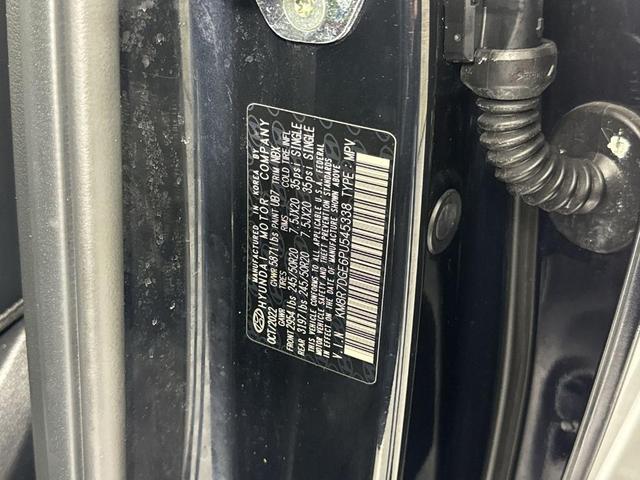 MANUFACTURED IN KOREA BY
HYUNDAI MOTOR COMPANY
OCT/2022 GVWR 5871lbs PAINT UB7 TRIM NBX
GAWR TIRE RIM COLD TIRE INFL
FRONT 2954 lbs 245/50R20 7.5JX20 35psi SINGLE
REAR 3197 lbs 245/50R20 7.5JX20 35psi SINGLE
THIS VEHICLE CONFORMS TO ALL APPLICABLE U.S.A. FEDERAL
MOTOR VEHICLE SAFETY AND THEFT PREVENTION STANDARDS
IN EFFECT ON THE DATE OF MANUFACTURE SHOWN ABOVE
V.I.N : KM8R7DGE6PU545338 TYPE : MPV